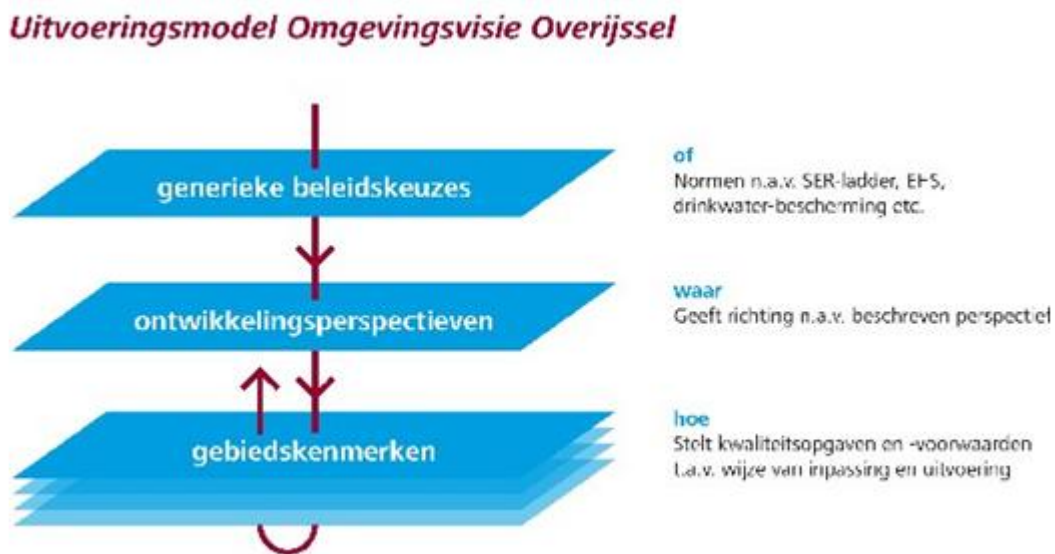 Uitvoeringsmodel Omgevingsvisie Overijssel
generieke beleidskeuzes
of
Normen n.a.v. SER-ladder, EHS,
drinkwater-bescherming etc.
ontwikkelingsperspectieven
waar
Geeft richting n.a.v. beschreven perspectief
gebiedskenmerken
hoe
Stelt kwaliteitsopgaven en -voorwaarden
t.a.v. wijze van inpassing en uitvoering